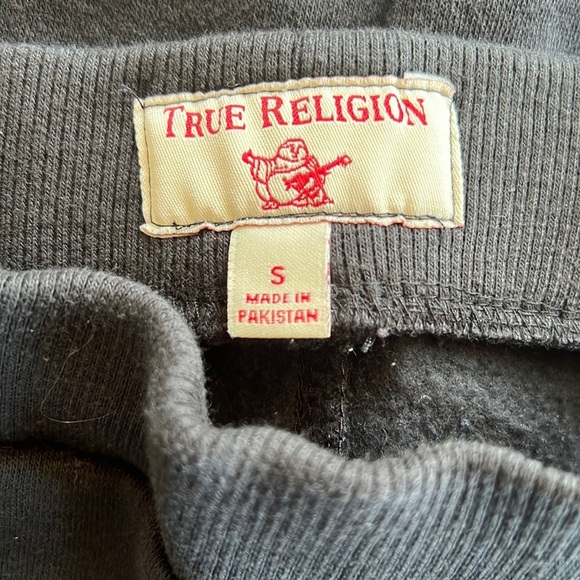 TRUE RELIGION
S
MADE IN
PAKISTAN